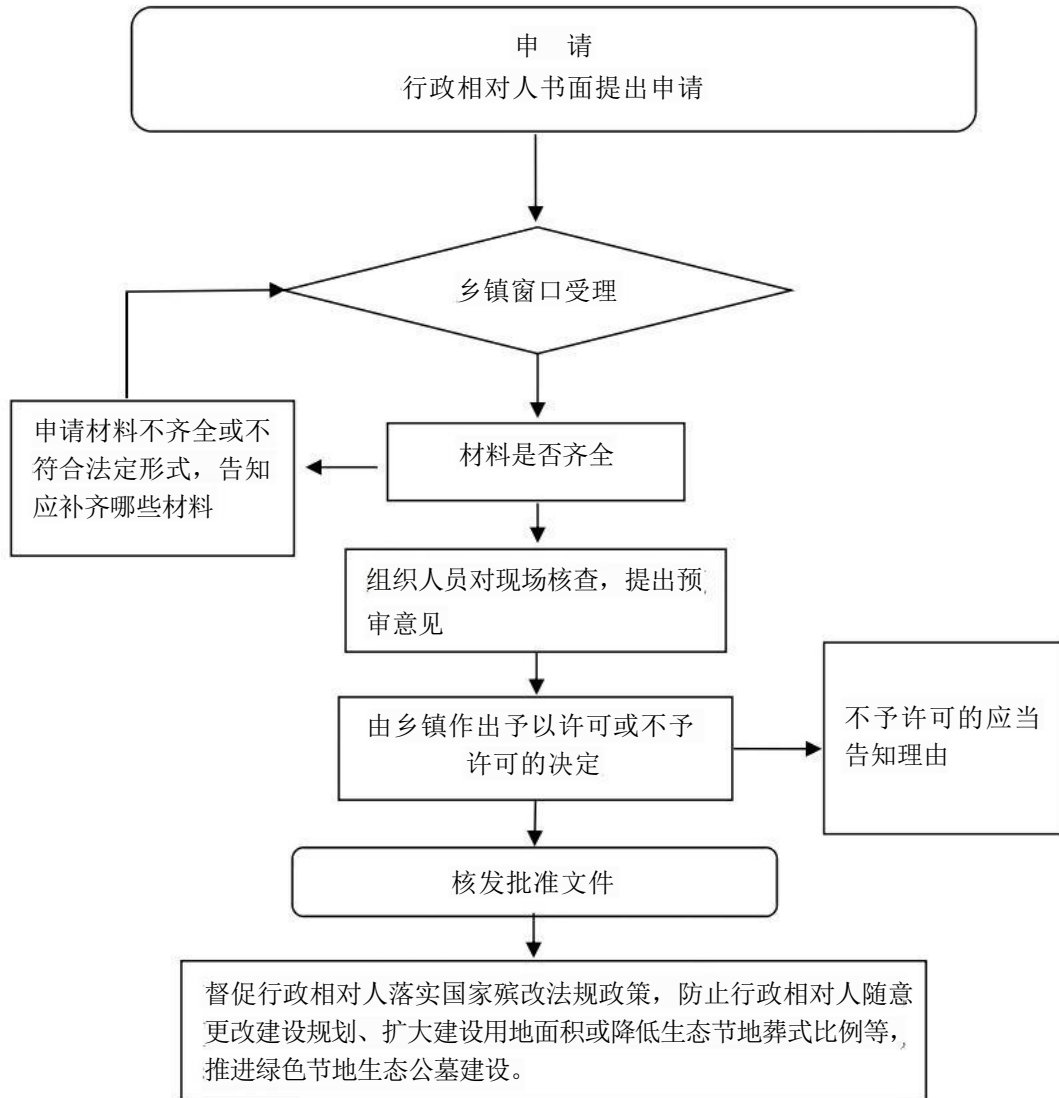 申 请
行政相对人书面提出申请
乡镇窗口受理
申请材料不齐全或不
符合法定形式，告知
应补齐哪些材料
材料是否齐全
组织人员对现场核查，提出预
审意见
由乡镇作出予以许可或不予
许可的决定
不予许可的应当
告知理由
核发批准文件
督促行政相对人落实国家殡改法规政策，防止行政相对人随意
更改建设规划、扩大建设用地面积或降低生态节地葬式比例等，
推进绿色节地生态公墓建设。